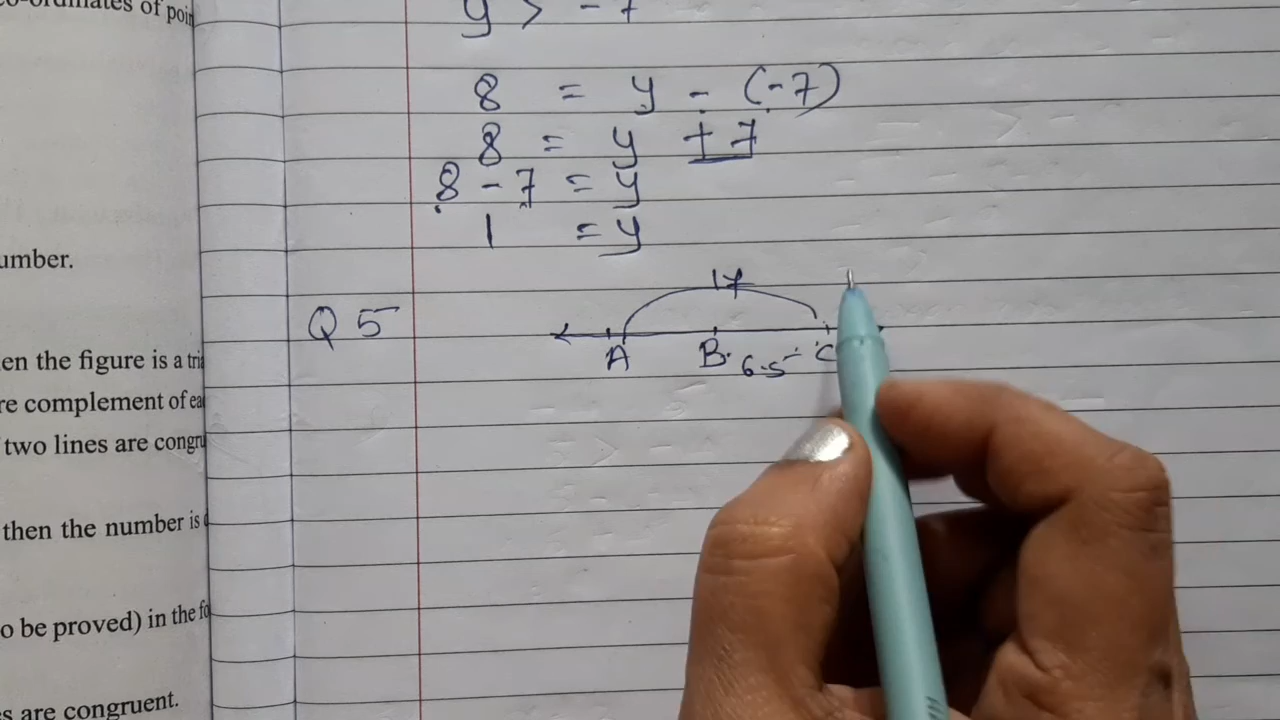 co-ordinates of poin
umber.
en the figure is a tria
re complement of ea
two lines are congru
then the number is
o be proved) in the fo
s are congruent.
y > - 7
8 = y - (-7)
8 = y + 7
8 - 7 = y
1 = y
Q 5
17
A B 6.5 C